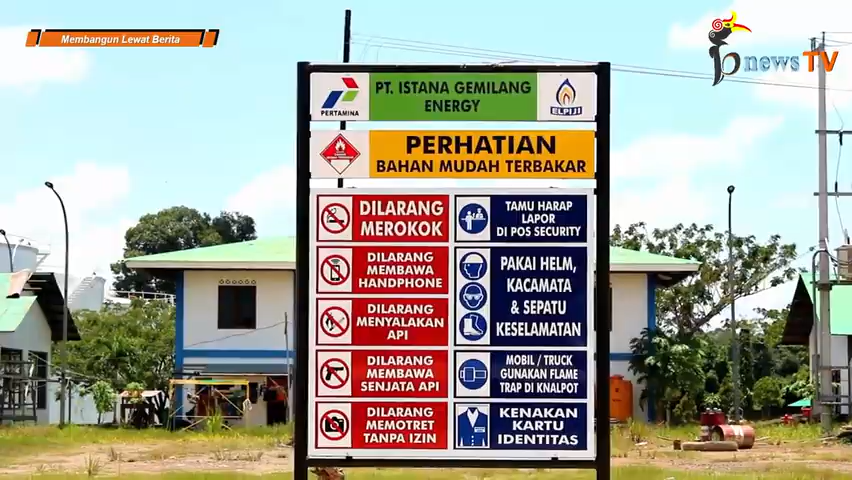 Membangun Lewat Berita
bnewsTV
PERTAMINA
PT. ISTANA GEMILANG
ENERGY
ELPIJI
PERHATIAN
BAHAN MUDAH TERBAKAR
DILARANG
MEROKOK
TAMU HARAP
LAPOR
DI POS SECURITY
DILARANG
MEMBAWA
HANDPHONE
PAKAI HELM,
KACAMATA
& SEPATU
KESELAMATAN
DILARANG
MENYALAKAN
API
DILARANG
MEMBAWA
SENJATA API
MOBIL / TRUCK
GUNAKAN FLAME
TRAP DI KNALPOT
DILARANG
MEMOTRET
TANPA IZIN
KENAKAN
KARTU
IDENTITAS